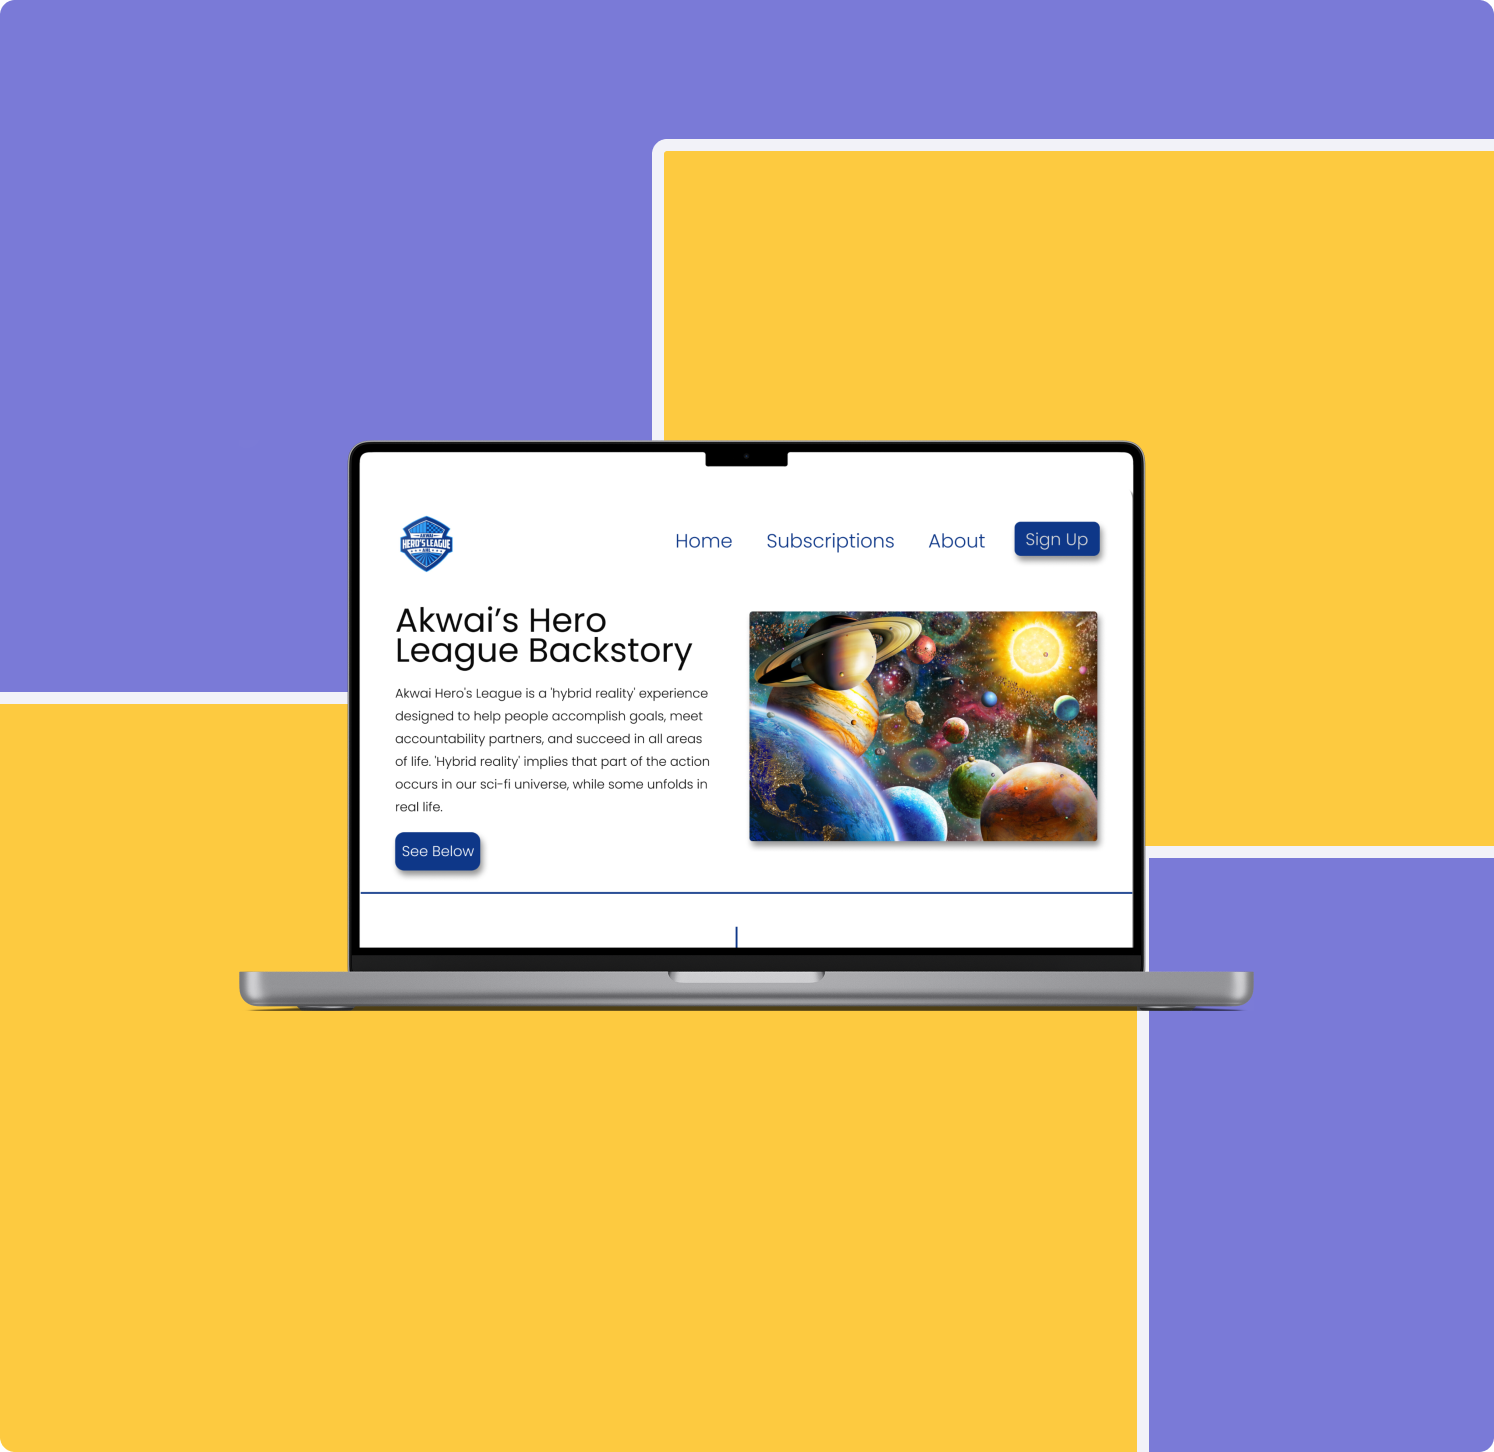 AKWAI
HERO'S LEAGUE
Home
Subscriptions
About
Sign Up
Akwai’s Hero
League Backstory
Akwai Hero's League is a 'hybrid reality' experience
designed to help people accomplish goals, meet
accountability partners, and succeed in all areas
of life. 'Hybrid reality' implies that part of the action
occurs in our sci-fi universe, while some unfolds in
real life.
See Below